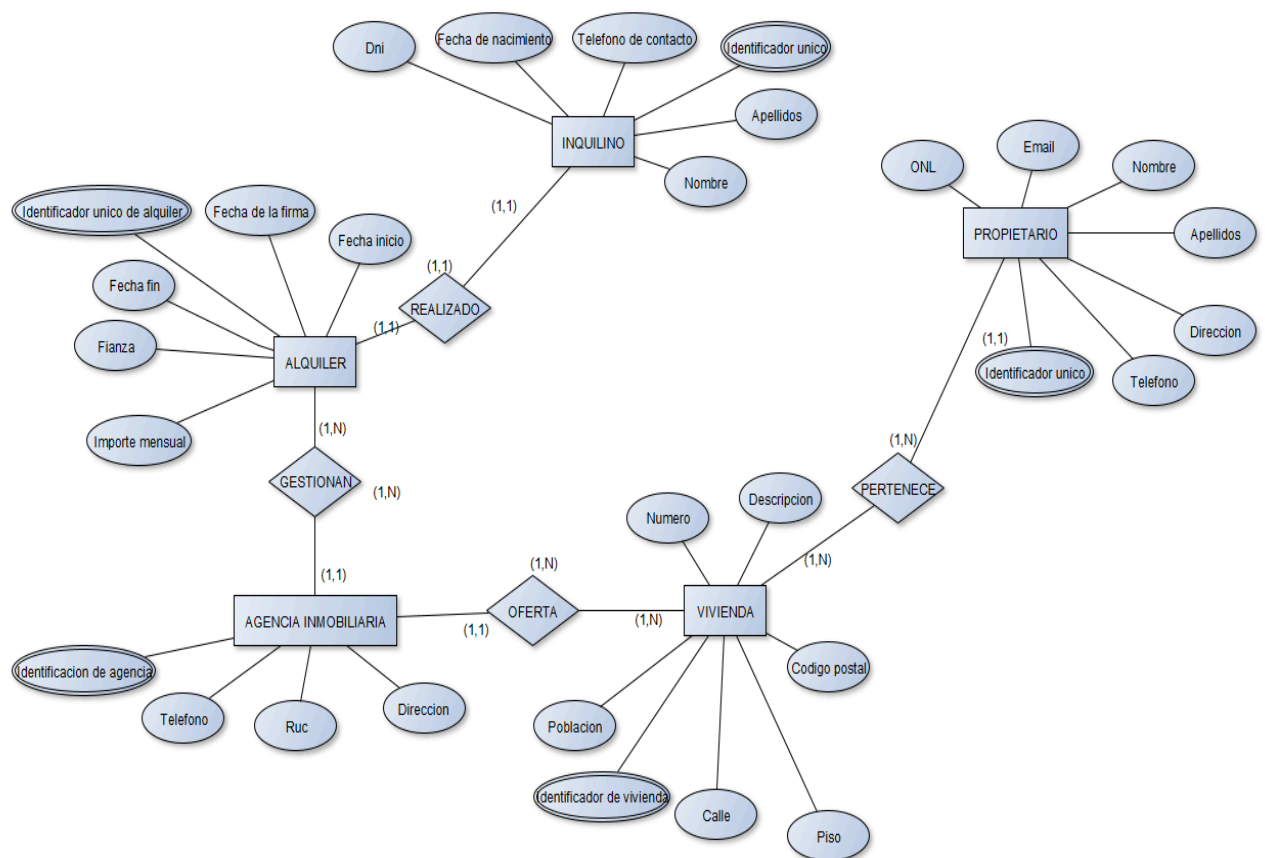 Dni
Fecha de nacimiento
Telefono de contacto
Identificador unico
Apellidos
Nombre
INQUILINO
(1,1)
ONL
Email
Nombre
Apellidos
Direccion
Telefono
Identificador unico
(1,1)
PROPIETARIO
Identificador unico de alquiler
Fecha de la firma
Fecha inicio
Fecha fin
Fianza
Importe mensual
ALQUILER
(1,1)
(1,1)
REALIZADO
(1,N)
GESTIONAN
(1,N)
(1,1)
(1,N)
PERTENECE
(1,N)
AGENCIA INMOBILIARIA
Identificacion de agencia
Telefono
Ruc
Direccion
(1,1)
(1,N)
OFERTA
(1,N)
VIVIENDA
Numero
Descripcion
Codigo postal
Poblacion
Identificador de vivienda
Calle
Piso